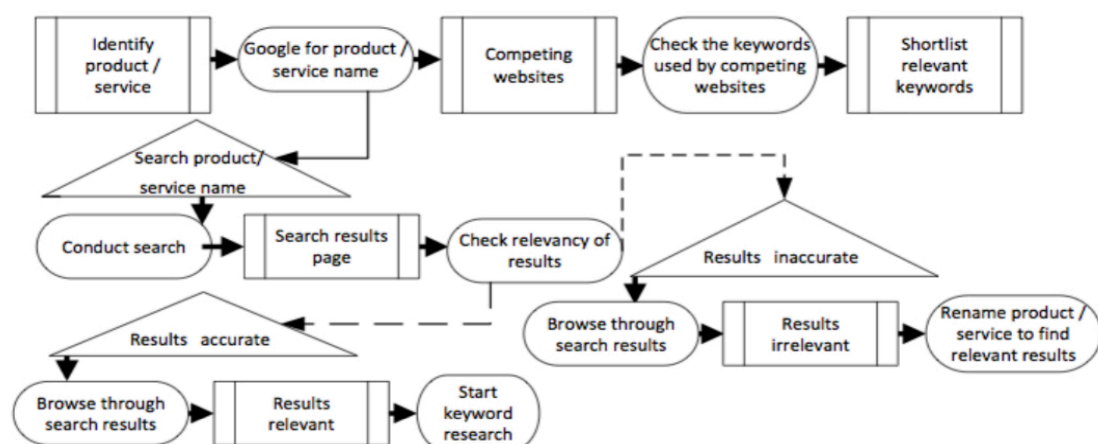 Identify
product /
service
Google for product /
service name
Competing
websites
Check the keywords
used by competing
websites
Shortlist
relevant
keywords
Search product/
service name
Conduct search
Search results
page
Check relevancy of
results
Results inaccurate
Browse through
search results
Results
irrelevant
Rename product /
service to find
relevant results
Results accurate
Browse through
search results
Results
relevant
Start
keyword
research